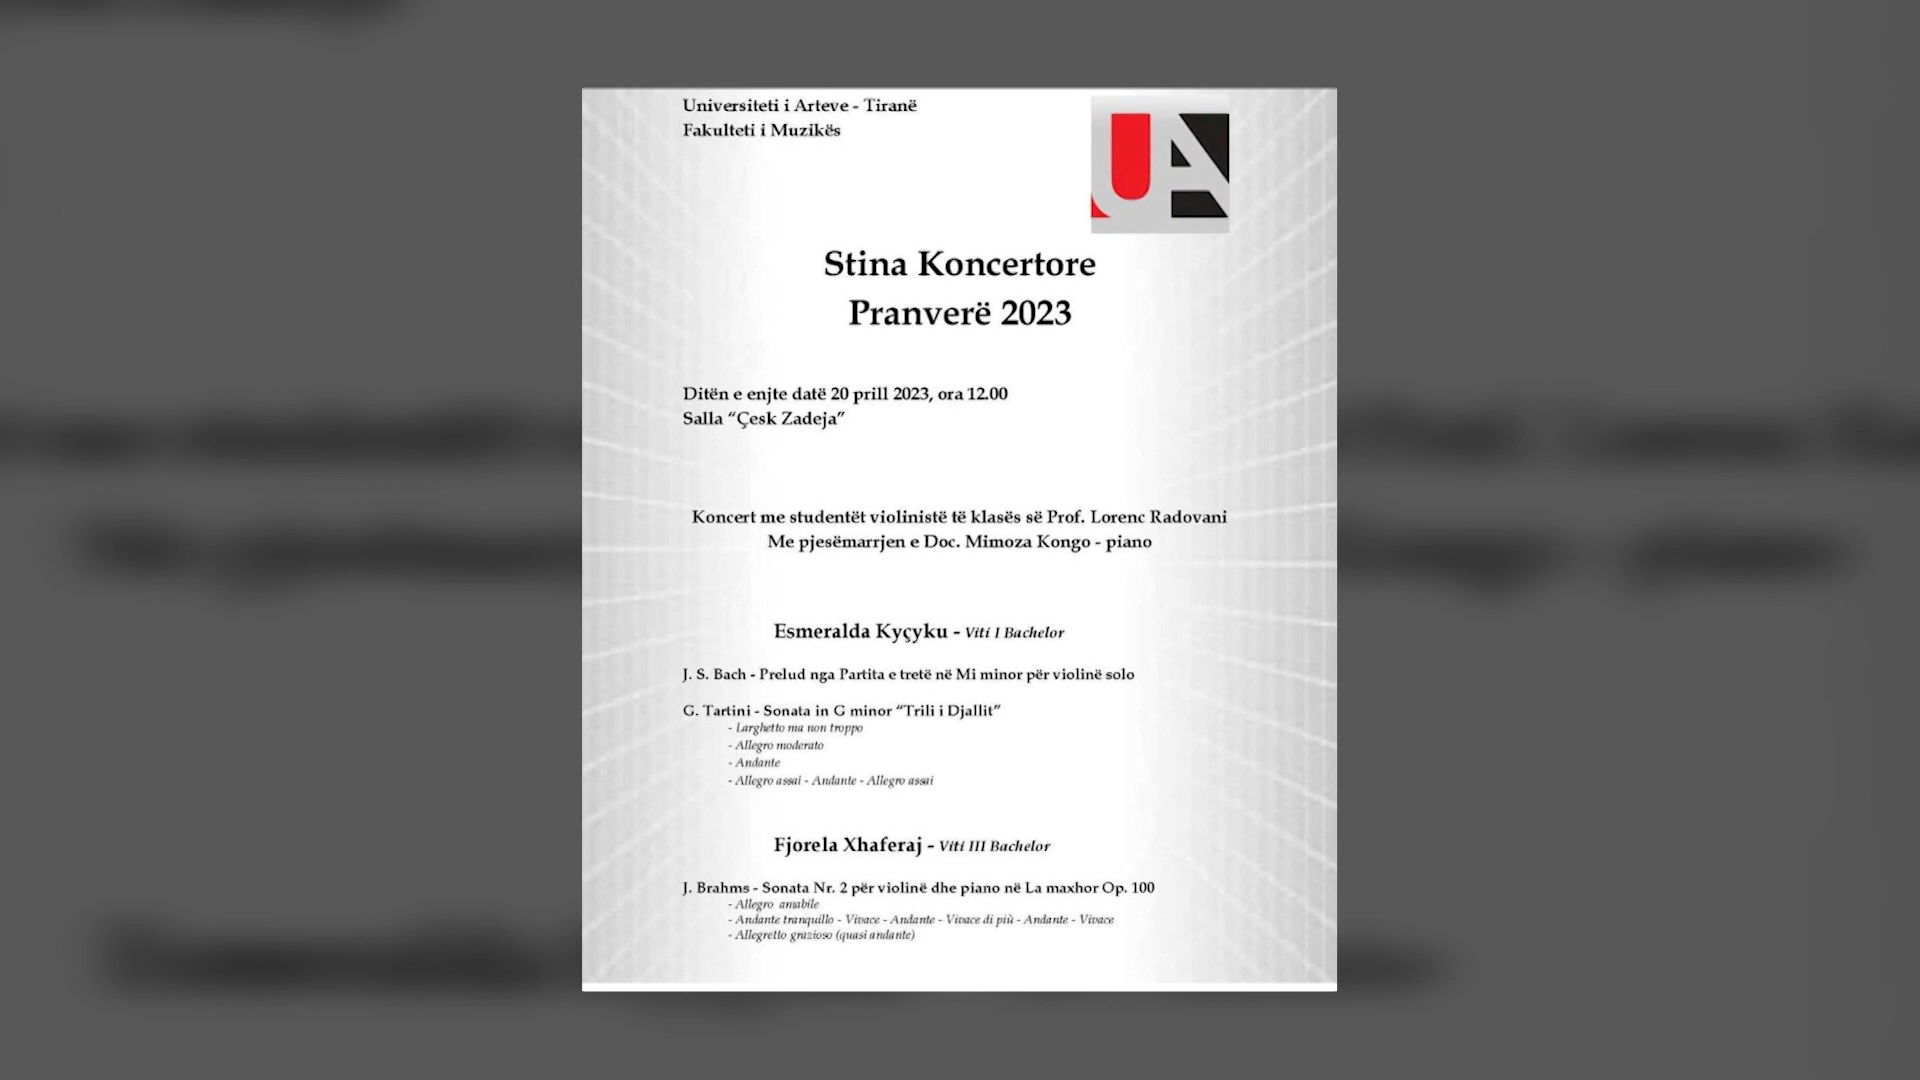 Universiteti i Arteve - Tiranë
Fakulteti i Muzikës
UA
Stina Koncertore
Pranverë 2023
Ditën e enjte datë 20 prill 2023, ora 12.00
Salla “Çesk Zadeja”
Koncert me studentët violinistë të klasës së Prof. Lorenc Radovani
Me pjesëmarrjen e Doc. Mimoza Kongo - piano
Esmeralda Kyçyku - Viti I Bachelor
J. S. Bach - Prelud nga Partita e tretë në Mi minor për violinë solo
G. Tartini - Sonata in G minor “Trili i Djallit”
- Larghetto ma non troppo
- Allegro moderato
- Andante
- Allegro assai - Andante - Allegro assai
Fjorela Xhaferaj - Viti III Bachelor
J. Brahms - Sonata Nr. 2 për violinë dhe piano në La maxhor Op. 100
- Allegro amabile
- Andante tranquillo - Vivace - Andante - Vivace di più - Andante - Vivace
- Allegretto grazioso (quasi andante)